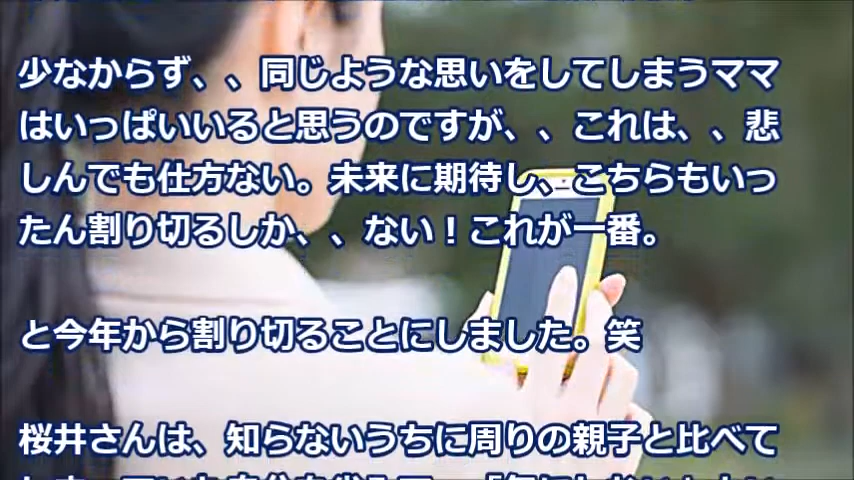 少なからず、、同じような思いをしてしまうママ
はいっぱいいると思うのですが、、これは、、悲
しんでも仕方ない。未来に期待し、こちらもいっ
たん割り切るしか、、ない！これが一番。
と今年から割り切ることにしました。笑
桜井さんは、知らないうちに周りの親子と比べて